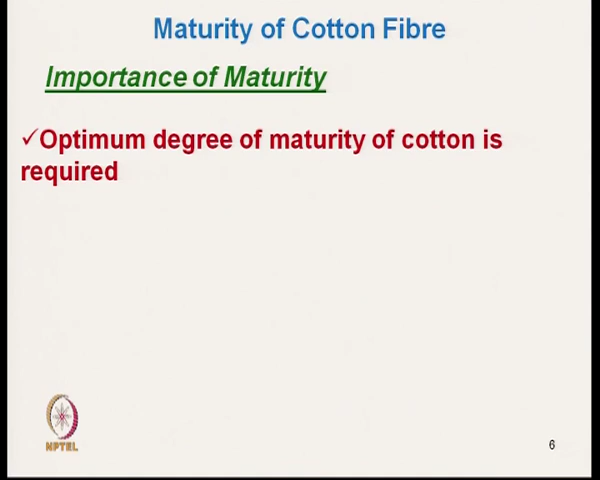 Maturity of Cotton Fibre
Importance of Maturity
✓Optimum degree of maturity of cotton is
required
NPTEL
6